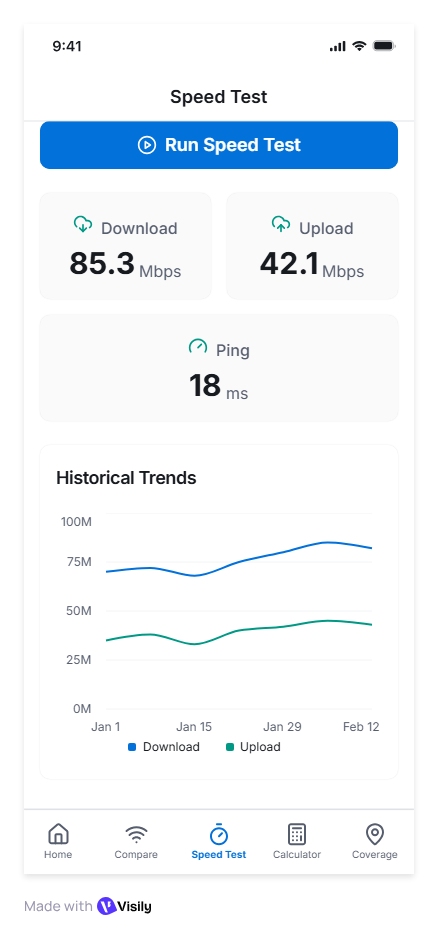 9:41
Speed Test
Run Speed Test
Download
85.3 Mbps
Upload
42.1 Mbps
Ping
18 ms
Historical Trends
100M
75M
50M
25M
0M
Jan 1 Jan 15 Jan 29 Feb 12
Download Upload
Home Compare Speed Test Calculator Coverage
Made with Visily